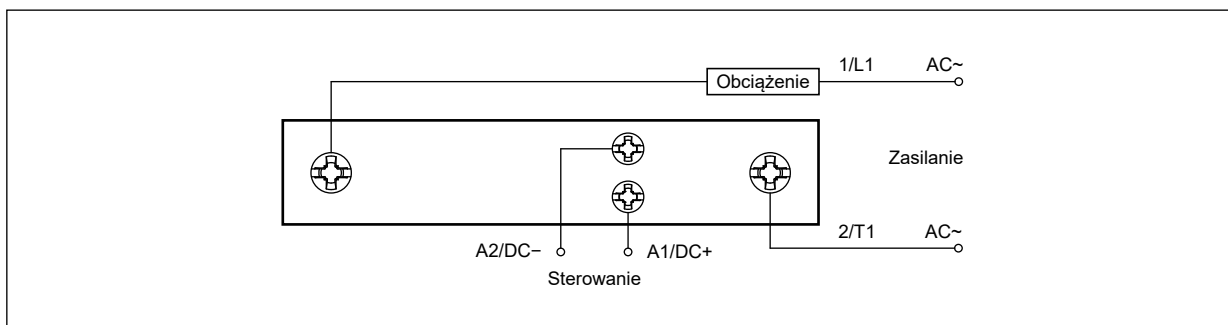 1/L1 AC~
Obciążenie
Zasilanie
2/T1 AC~
A2/DC− A1/DC+
Sterowanie